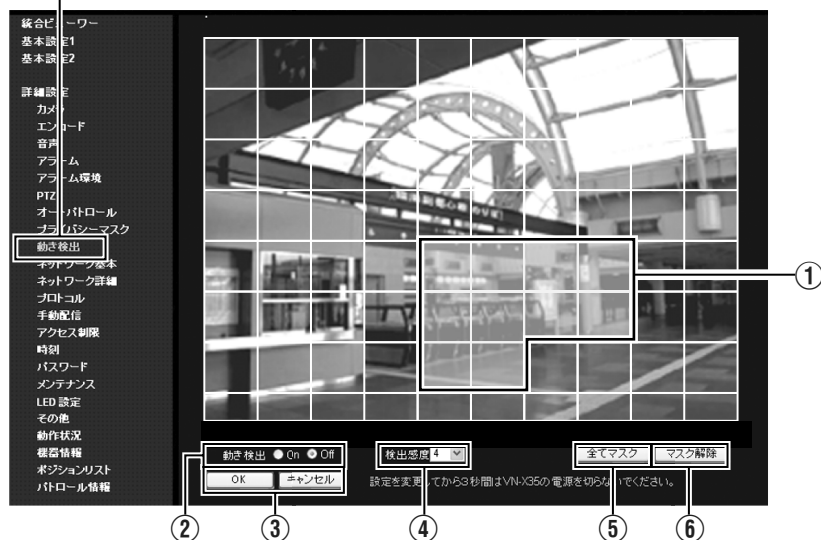 統合ビューワー
基本設定1
基本設定2
詳細設定
カメラ
エンコード
音声
アラーム
アラーム環境
PTZ
オートパトロール
プライバシーマスク
動き検出
ネットワーク基本
ネットワーク詳細
プロトコル
手動配信
アクセス制限
時刻
パスワード
メンテナンス
LED 設定
その他
動作状況
機器情報
ポジションリスト
パトロール情報
①
動き検出 On Off
検出感度 4
全てマスク
マスク解除
OK
キャンセル
設定を変更してから3秒間はVN-X35の電源を切らないでください。
②
③
④
⑤
⑥